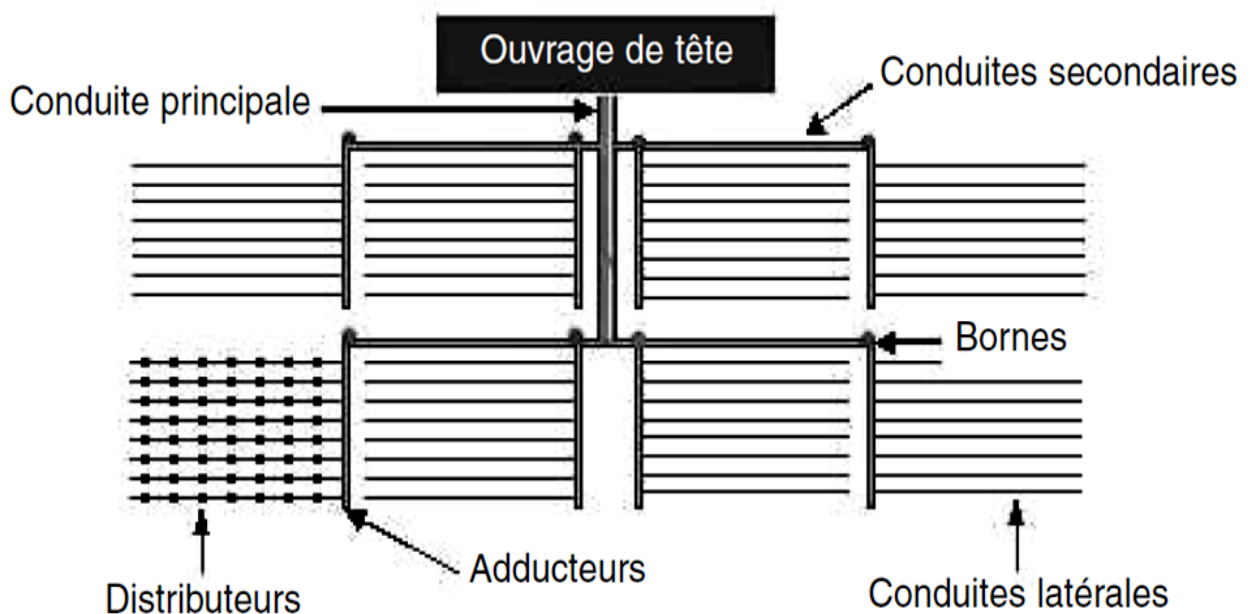 Ouvrage de tête
Conduites secondaires
Conduite principale
Bornes
Adducteurs
Distributeurs
Conduites latérales